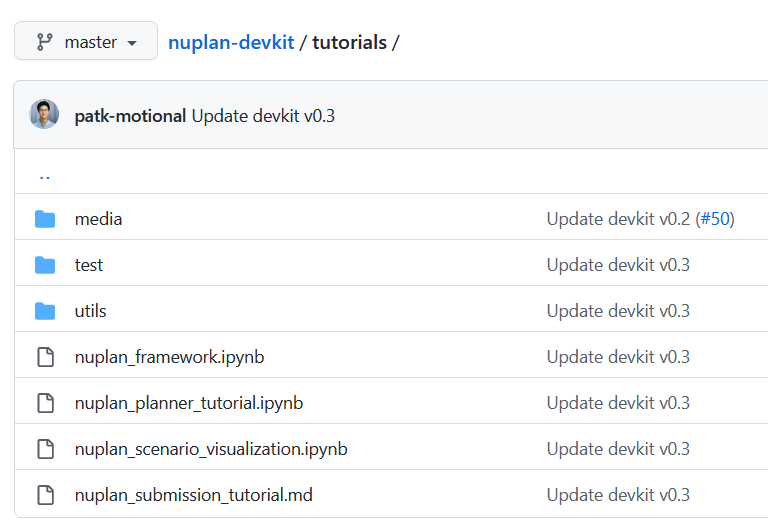 master nuplan-devkit / tutorials /
patk-motional Update devkit v0.3
..
media Update devkit v0.2 (#50)
test Update devkit v0.3
utils Update devkit v0.3
nuplan_framework.ipynb Update devkit v0.3
nuplan_planner_tutorial.ipynb Update devkit v0.3
nuplan_scenario_visualization.ipynb Update devkit v0.3
nuplan_submission_tutorial.md Update devkit v0.3